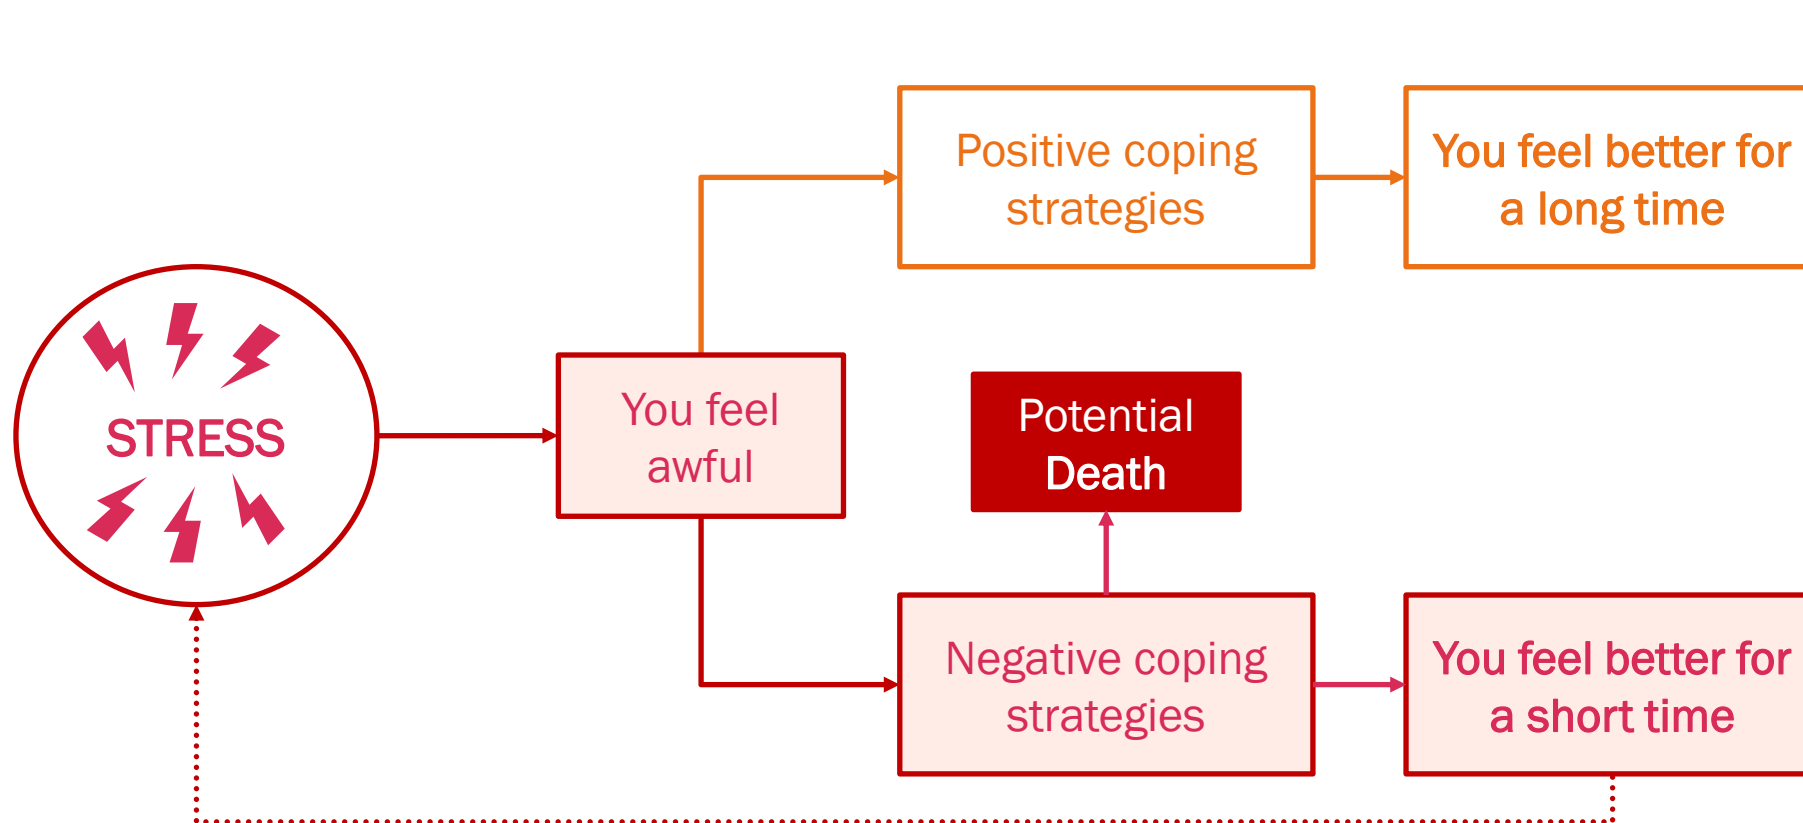 Positive coping
strategies
You feel better for
a long time
STRESS
You feel
awful
Potential
Death
Negative coping
strategies
You feel better for
a short time